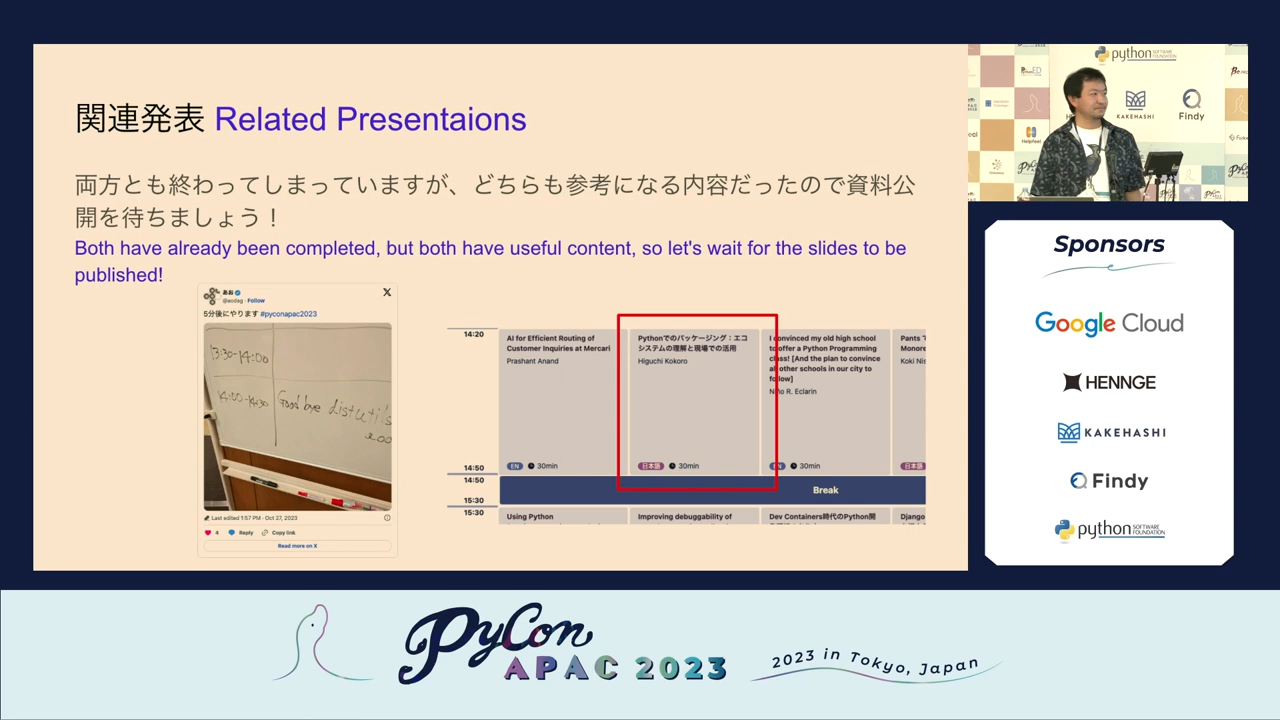 関連発表 Related Presentaions
両方とも終わってしまっていますが、どちらも参考になる内容だったので資料公
開を待ちましょう！
Both have already been completed, but both have useful content, so let's wait for the slides to be
published!
あお
@aodag · Follow
5分後にやります #pyconapac2023
13:30-14:00
14:00-14:30
Good bye distutils
Last edited 1:57 PM · Oct 27, 2023
4 Reply Copy link
Read more on X
14:20
AI for Efficient Routing of
Customer Inquiries at Mercari
Prashant Anand
EN 30min
Pythonでのパッケージング：エコ
システムの理解と現場での活用
Higuchi Kokoro
日本語 30min
I convinced my old high school
to offer a Python Programming
class! [And the plan to convince
all other schools in our city to
follow]
Niño R. Eclarin
EN 30min
Pants
Koki Nis
日本語
14:50
14:50
Break
15:30
15:30
Using Python
Improving debuggability of
Dev Containers時代のPython開
Django
python SOFTWARE FOUNDATION
KAKEHASHI
Findy
Helpfeel
Sponsors
Google Cloud
HENNGE
KAKEHASHI
Findy
python SOFTWARE FOUNDATION
PyCon
APAC 2023
2023 in Tokyo, Japan